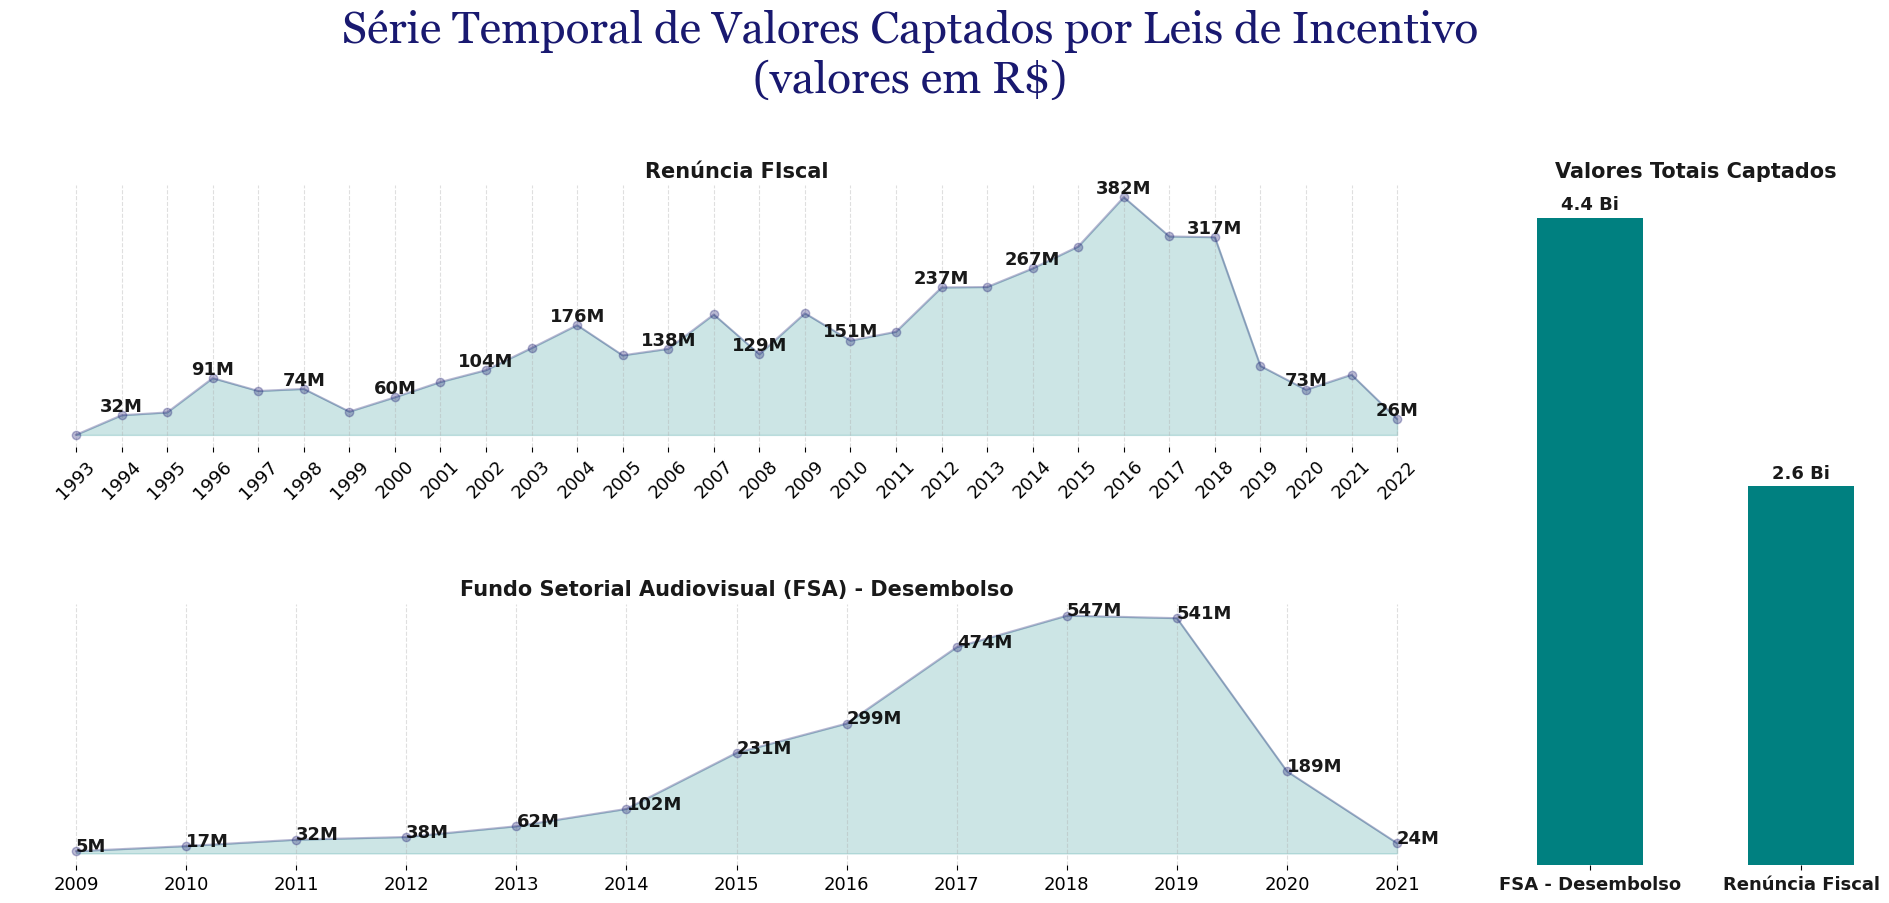 Série Temporal de Valores Captados por Leis de Incentivo
(valores em R$)
Renúncia FIscal
32M
91M
74M
60M
104M
176M
138M
129M
151M
237M
267M
382M
317M
73M
26M
1993
1994
1995
1996
1997
1998
1999
2000
2001
2002
2003
2004
2005
2006
2007
2008
2009
2010
2011
2012
2013
2014
2015
2016
2017
2018
2019
2020
2021
2022
Fundo Setorial Audiovisual (FSA) - Desembolso
5M
17M
32M
38M
62M
102M
231M
299M
474M
547M
541M
189M
24M
2009
2010
2011
2012
2013
2014
2015
2016
2017
2018
2019
2020
2021
Valores Totais Captados
4.4 Bi
2.6 Bi
FSA - Desembolso
Renúncia Fiscal